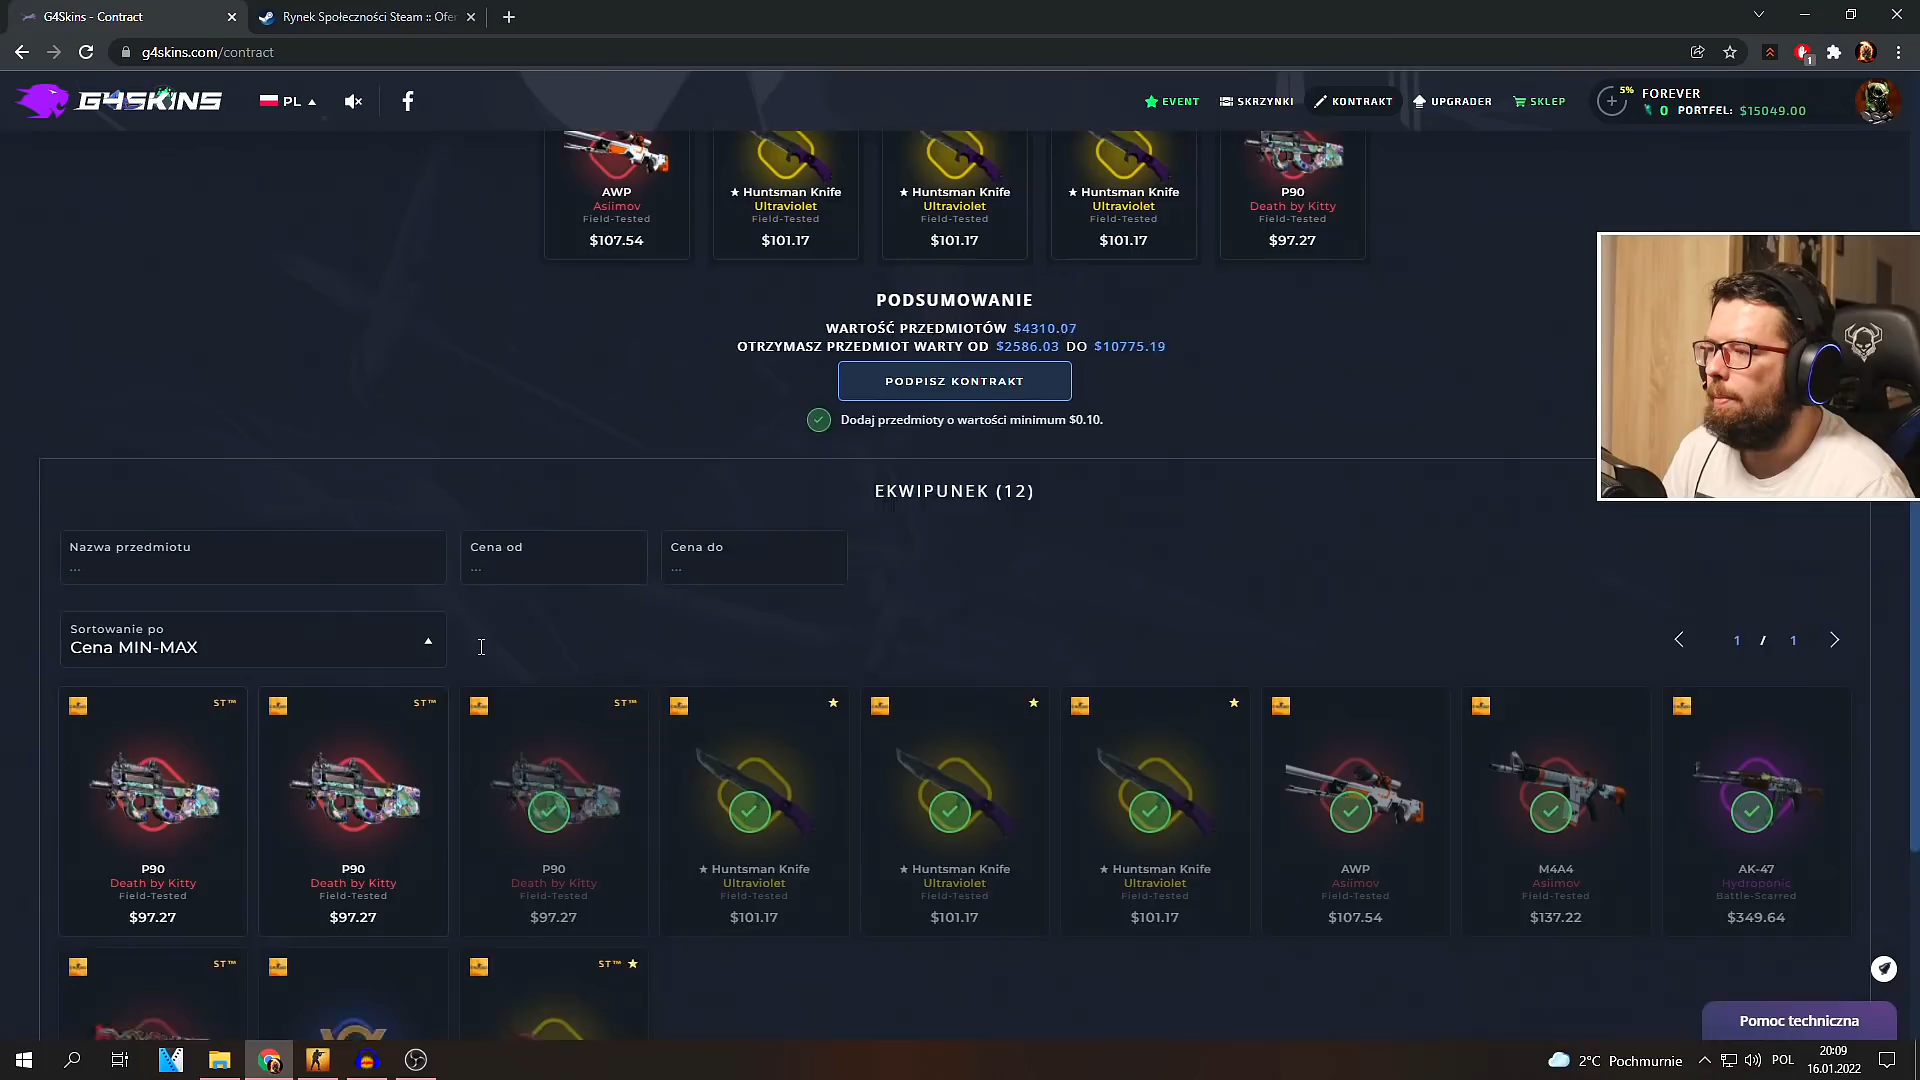 G4Skins - Contract
Rynek Społeczności Steam :: Ofer
g4skins.com/contract
1
G4SKINS
PL
EVENT
SKRZYNKI
KONTRAKT
UPGRADER
SKLEP
5%
FOREVER
0 PORTFEL: $15049.00
AWP
Asiimov
Field-Tested
$107.54
★ Huntsman Knife
Ultraviolet
Field-Tested
$101.17
★ Huntsman Knife
Ultraviolet
Field-Tested
$101.17
★ Huntsman Knife
Ultraviolet
Field-Tested
$101.17
P90
Death by Kitty
Field-Tested
$97.27
PODSUMOWANIE
WARTOŚĆ PRZEDMIOTÓW $4310.07
OTRZYMASZ PRZEDMIOT WARTY OD $2586.03 DO $10775.19
PODPISZ KONTRAKT
Dodaj przedmioty o wartości minimum $0.10.
EKWIPUNEK (12)
Nazwa przedmiotu
...
Cena od
...
Cena do
...
Sortowanie po
Cena MIN-MAX
1 / 1
ST™
P90
Death by Kitty
Field-Tested
$97.27
ST™
P90
Death by Kitty
Field-Tested
$97.27
ST™
P90
Death by Kitty
Field-Tested
$97.27
★
★ Huntsman Knife
Ultraviolet
Field-Tested
$101.17
★
★ Huntsman Knife
Ultraviolet
Field-Tested
$101.17
★
★ Huntsman Knife
Ultraviolet
Field-Tested
$101.17
AWP
Asiimov
Field-Tested
$107.54
M4A4
Asiimov
Field-Tested
$137.22
AK-47
Hydroponic
Battle-Scarred
$349.64
ST™
ST™ ★
Pomoc techniczna
2°C Pochmurnie
POL
20:09
16.01.2022